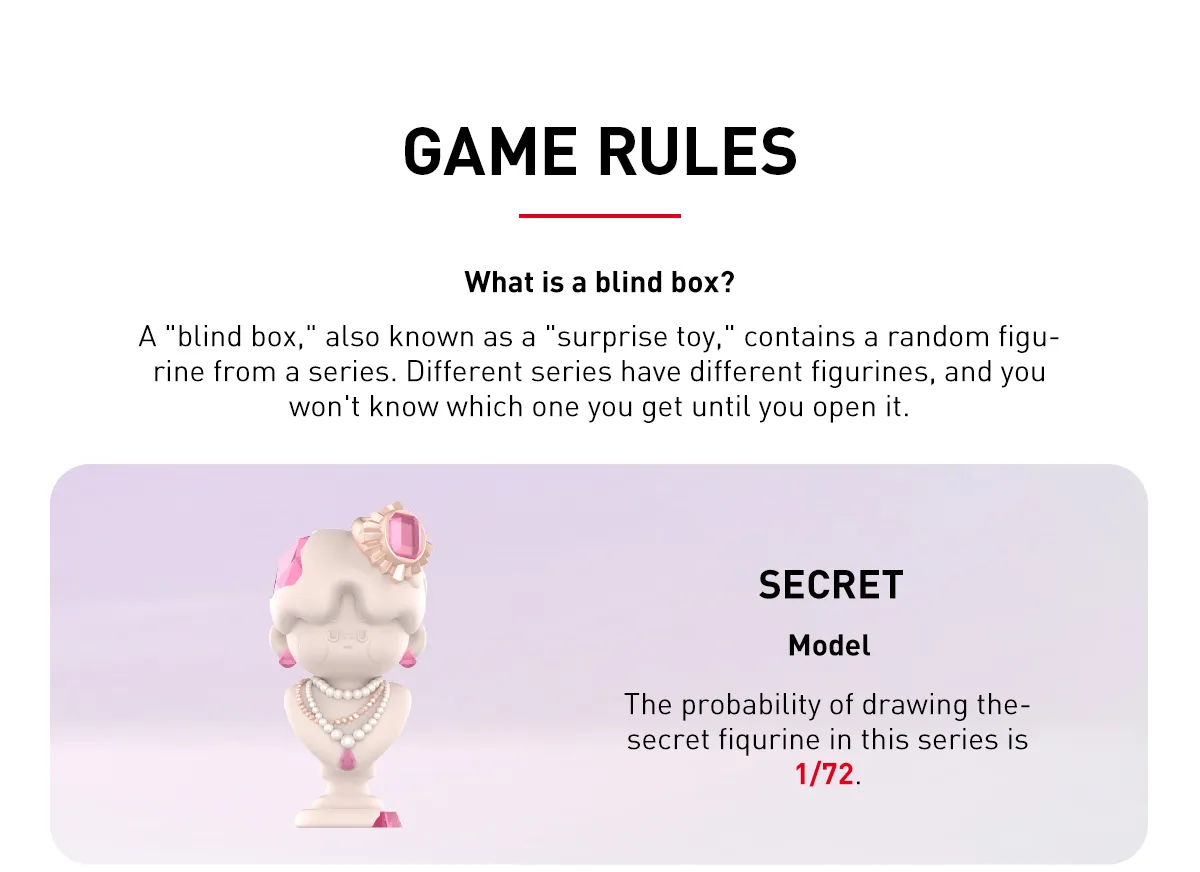 GAME RULES
What is a blind box?
A "blind box," also known as a "surprise toy," contains a random figu-
rine from a series. Different series have different figurines, and you
won't know which one you get until you open it.
SECRET
Model
The probability of drawing the-
secret fiqurine in this series is
1/72.